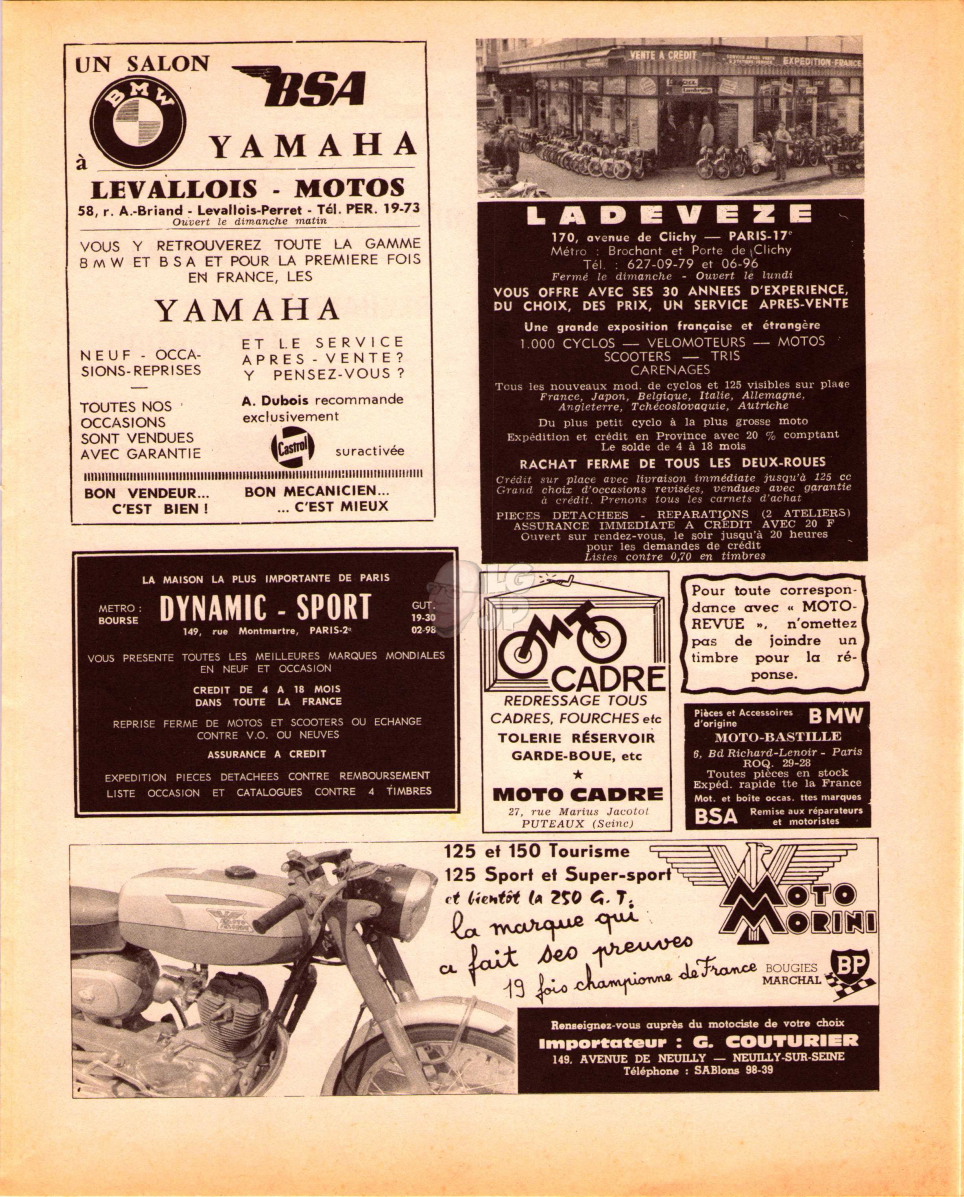 UN SALON
BMW
BSA
à
YAMAHA
LEVALLOIS - MOTOS
58, r. A.-Briand - Levallois-Perret - Tél. PER. 19-73
Ouvert le dimanche matin
VOUS Y RETROUVEREZ TOUTE LA GAMME
BMW ET BSA ET POUR LA PREMIERE FOIS
EN FRANCE, LES
YAMAHA
NEUF - OCCA-
SIONS-REPRISES
—
TOUTES NOS
OCCASIONS
SONT VENDUES
AVEC GARANTIE
ET LE SERVICE
APRES-VENTE?
Y PENSEZ-VOUS ?
A. Dubois recommande
exclusivement
Castrol
suractivée
BON VENDEUR...
C'EST BIEN !
BON MECANICIEN...
... C'EST MIEUX
VENTE A CREDIT
EXPEDITION-FRANCE
LADEVEZE
170, avenue de Clichy — PARIS-17e
Métro : Brochant et Porte de Clichy
Tél. : 627-09-79 et 06-96
Fermé le dimanche - Ouvert le lundi
VOUS OFFRE AVEC SES 30 ANNEES D'EXPERIENCE,
DU CHOIX, DES PRIX, UN SERVICE APRES-VENTE
Une grande exposition française et étrangère
1.000 CYCLOS — VELOMOTEURS — MOTOS
SCOOTERS — TRIS
CARENAGES
Tous les nouveaux mod. de cyclos et 125 visibles sur place
France, Japon, Belgique, Italie, Allemagne,
Angleterre, Tchécoslovaquie, Autriche
Du plus petit cyclo à la plus grosse moto
Expédition et crédit en Province avec 20 % comptant
Le solde de 4 à 18 mois
RACHAT FERME DE TOUS LES DEUX-ROUES
Crédit sur place avec livraison immédiate jusqu'à 125 cc
Grand choix d'occasions revisées, vendues avec garantie
à crédit. Prenons tous les carnets d'achat
PIECES DETACHEES - REPARATIONS (2 ATELIERS)
ASSURANCE IMMEDIATE A CREDIT AVEC 20 F
Ouvert sur rendez-vous, le soir jusqu'à 20 heures
pour les demandes de crédit
Listes contre 0,70 en timbres
LA MAISON LA PLUS IMPORTANTE DE PARIS
METRO :
BOURSE
DYNAMIC - SPORT
149, rue Montmartre, PARIS-2e
GUT.
19-30
02-98
VOUS PRESENTE TOUTES LES MEILLEURES MARQUES MONDIALES
EN NEUF ET OCCASION
CREDIT DE 4 A 18 MOIS
DANS TOUTE LA FRANCE
REPRISE FERME DE MOTOS ET SCOOTERS OU ECHANGE
CONTRE V.O. OU NEUVES
ASSURANCE A CREDIT
EXPEDITION PIECES DETACHEES CONTRE REMBOURSEMENT
LISTE OCCASION ET CATALOGUES CONTRE 4 TIMBRES
LG
JP
MOTO
CADRE
REDRESSAGE TOUS
CADRES, FOURCHES etc
TOLERIE RÉSERVOIR
GARDE-BOUE, etc
★
MOTO CADRE
27, rue Marius Jacotot
PUTEAUX (Seine)
Pour toute correspon-
dance avec « MOTO-
REVUE », n'omettez
pas de joindre un
timbre pour la ré-
ponse.
Pièces et Accessoires
d'origine
BMW
MOTO-BASTILLE
6, Bd Richard-Lenoir - Paris
ROQ. 29-28
Toutes pièces en stock
Expéd. rapide tte la France
Mot. et boite occas. ttes marques
BSA
Remise aux réparateurs
et motoristes
125 et 150 Tourisme
125 Sport et Super-sport
et bientôt la 250 G.T.
la marque qui
a fait ses preuves
19 fois championne de France
MOTO
MORINI
BOUGIES
MARCHAL
BP
Renseignez-vous auprès du motociste de votre choix
Importateur : G. COUTURIER
149. AVENUE DE NEUILLY — NEUILLY-SUR-SEINE
Téléphone : SABlons 98-39